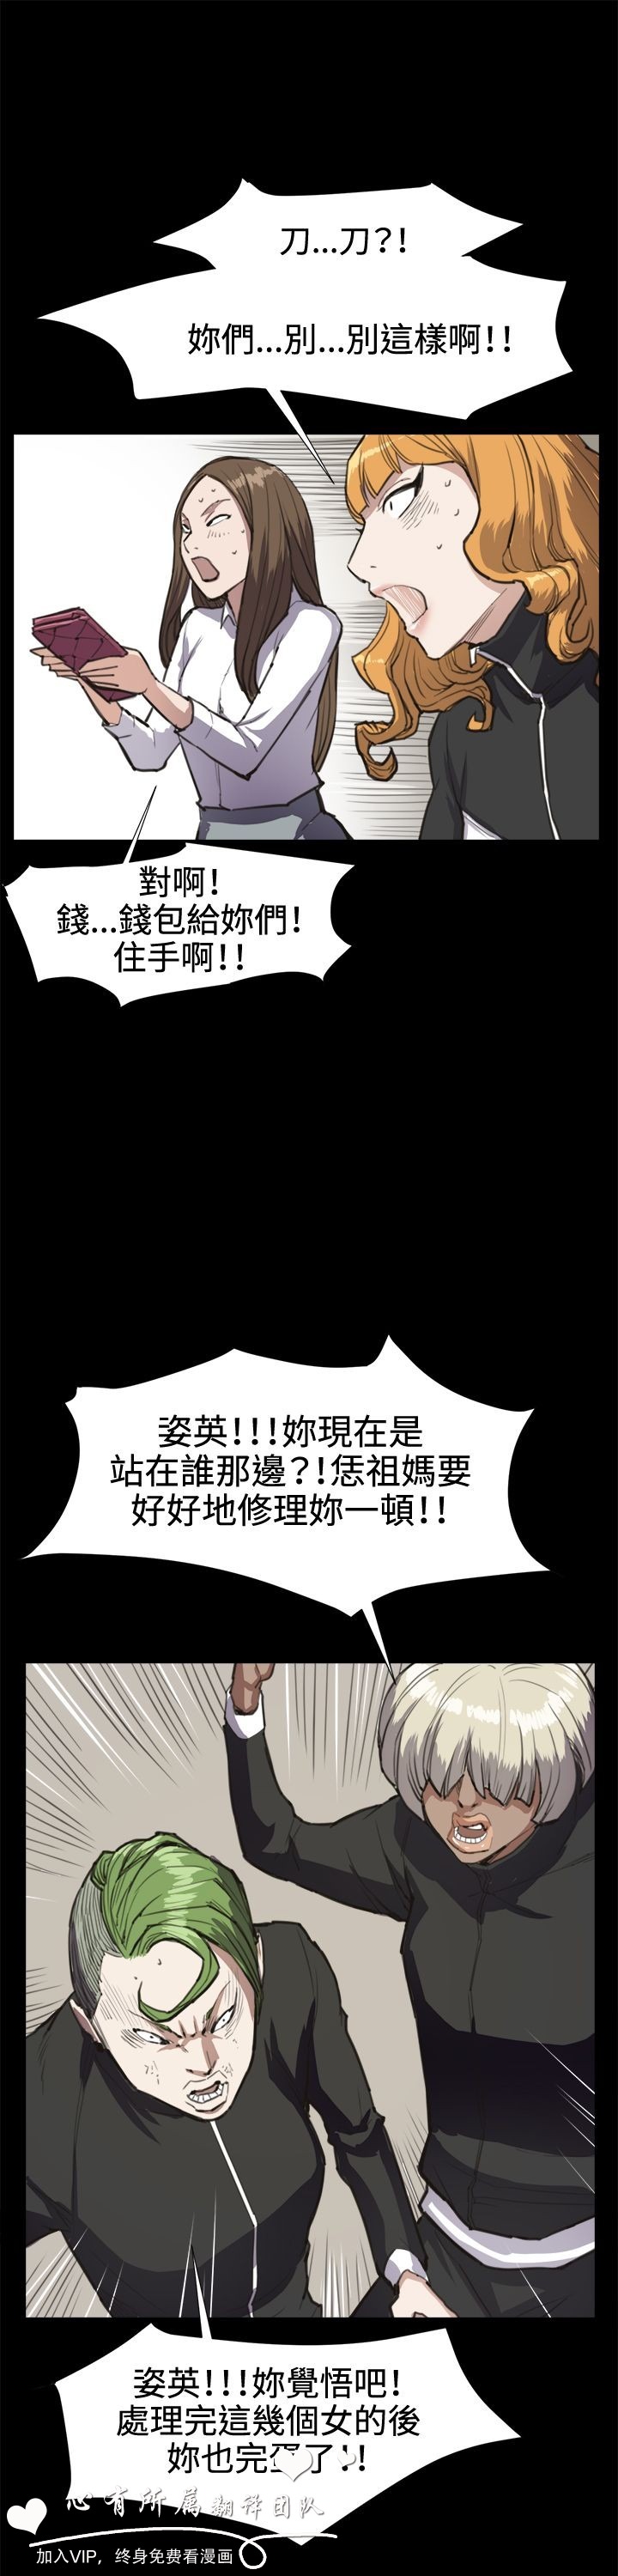 刀...刀？！
妳們...別...別這樣啊！！
對啊！
錢...錢包給妳們！
住手啊！！
姿英！！！妳現在是
站在誰那邊？！恁祖媽要
好好地修理妳一頓！！
姿英！！！妳覺悟吧！
處理完這幾個女的後
妳也完蛋了！！
心有所属翻译团队
加入VIP，终身免费看漫画